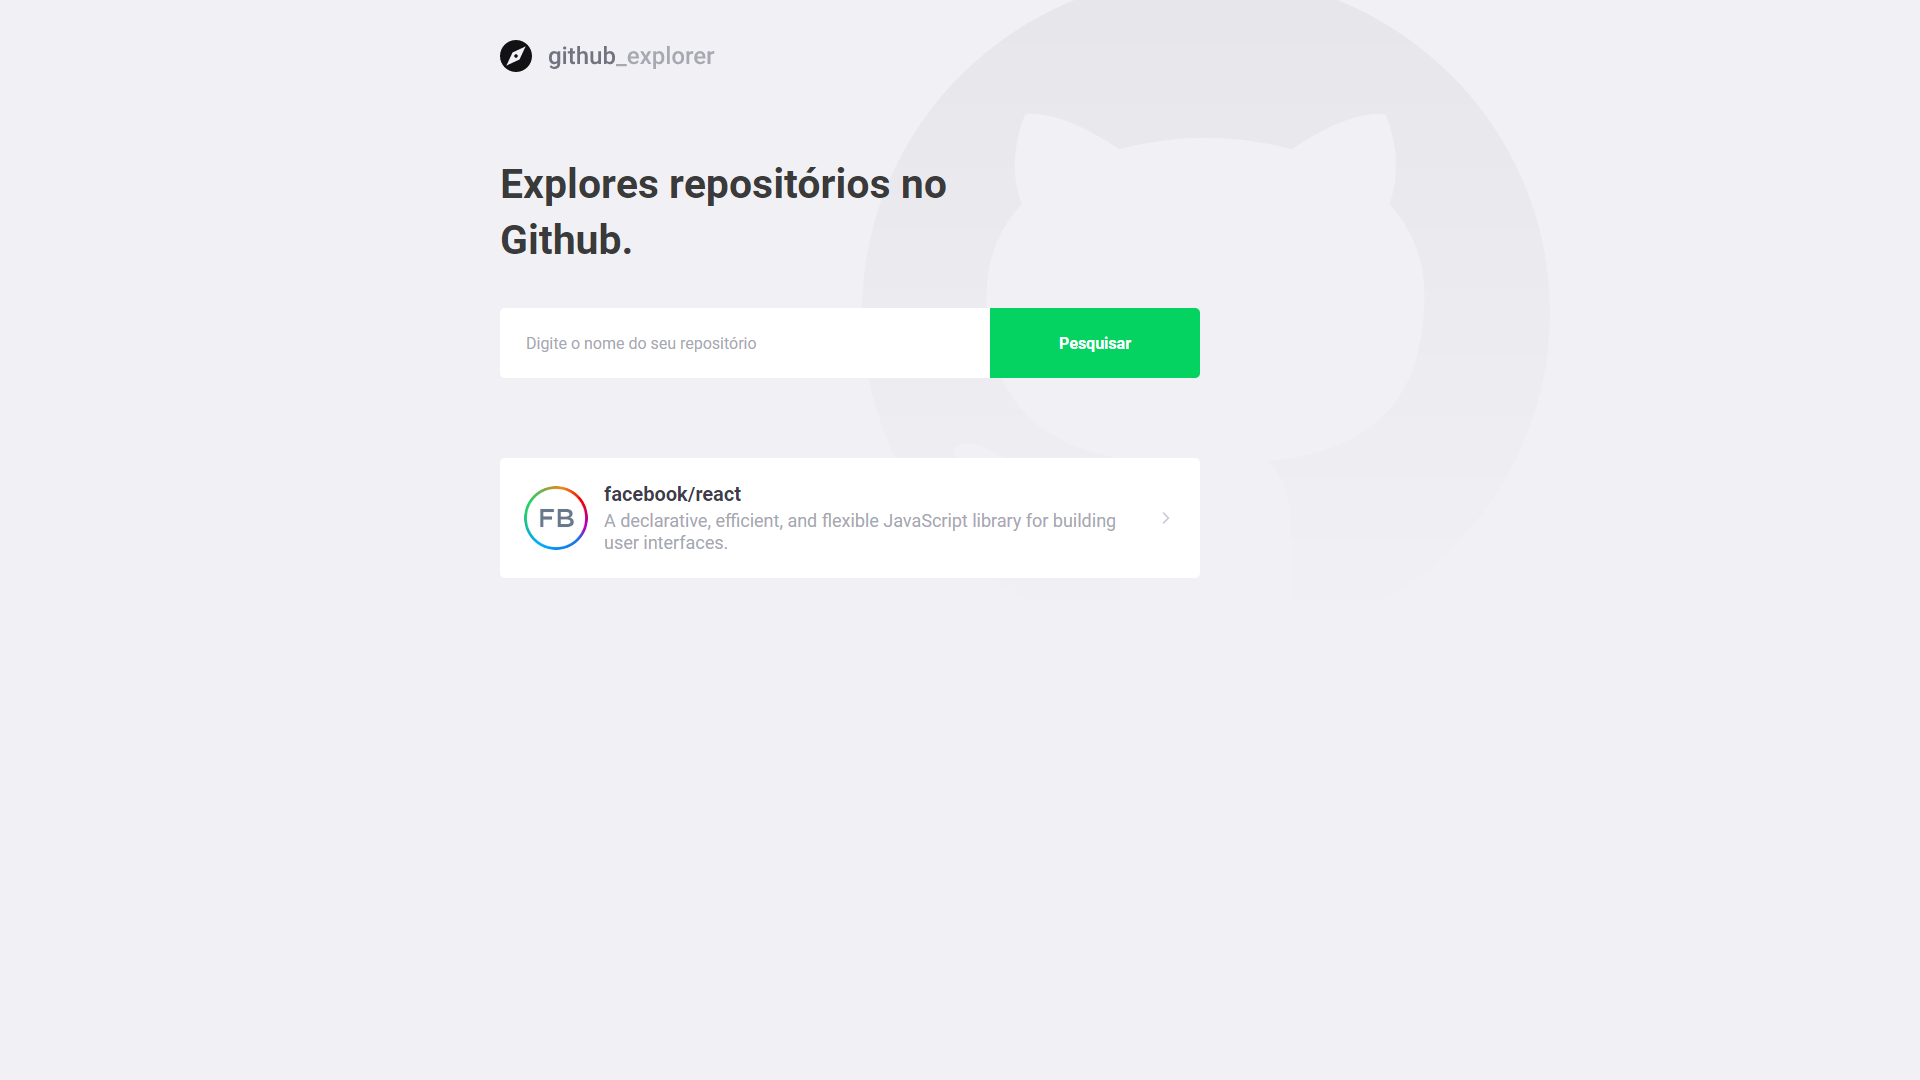 github_explorer
Explores repositórios no
Github.
Digite o nome do seu repositório
Pesquisar
FB
facebook/react
A declarative, efficient, and flexible JavaScript library for building
user interfaces.